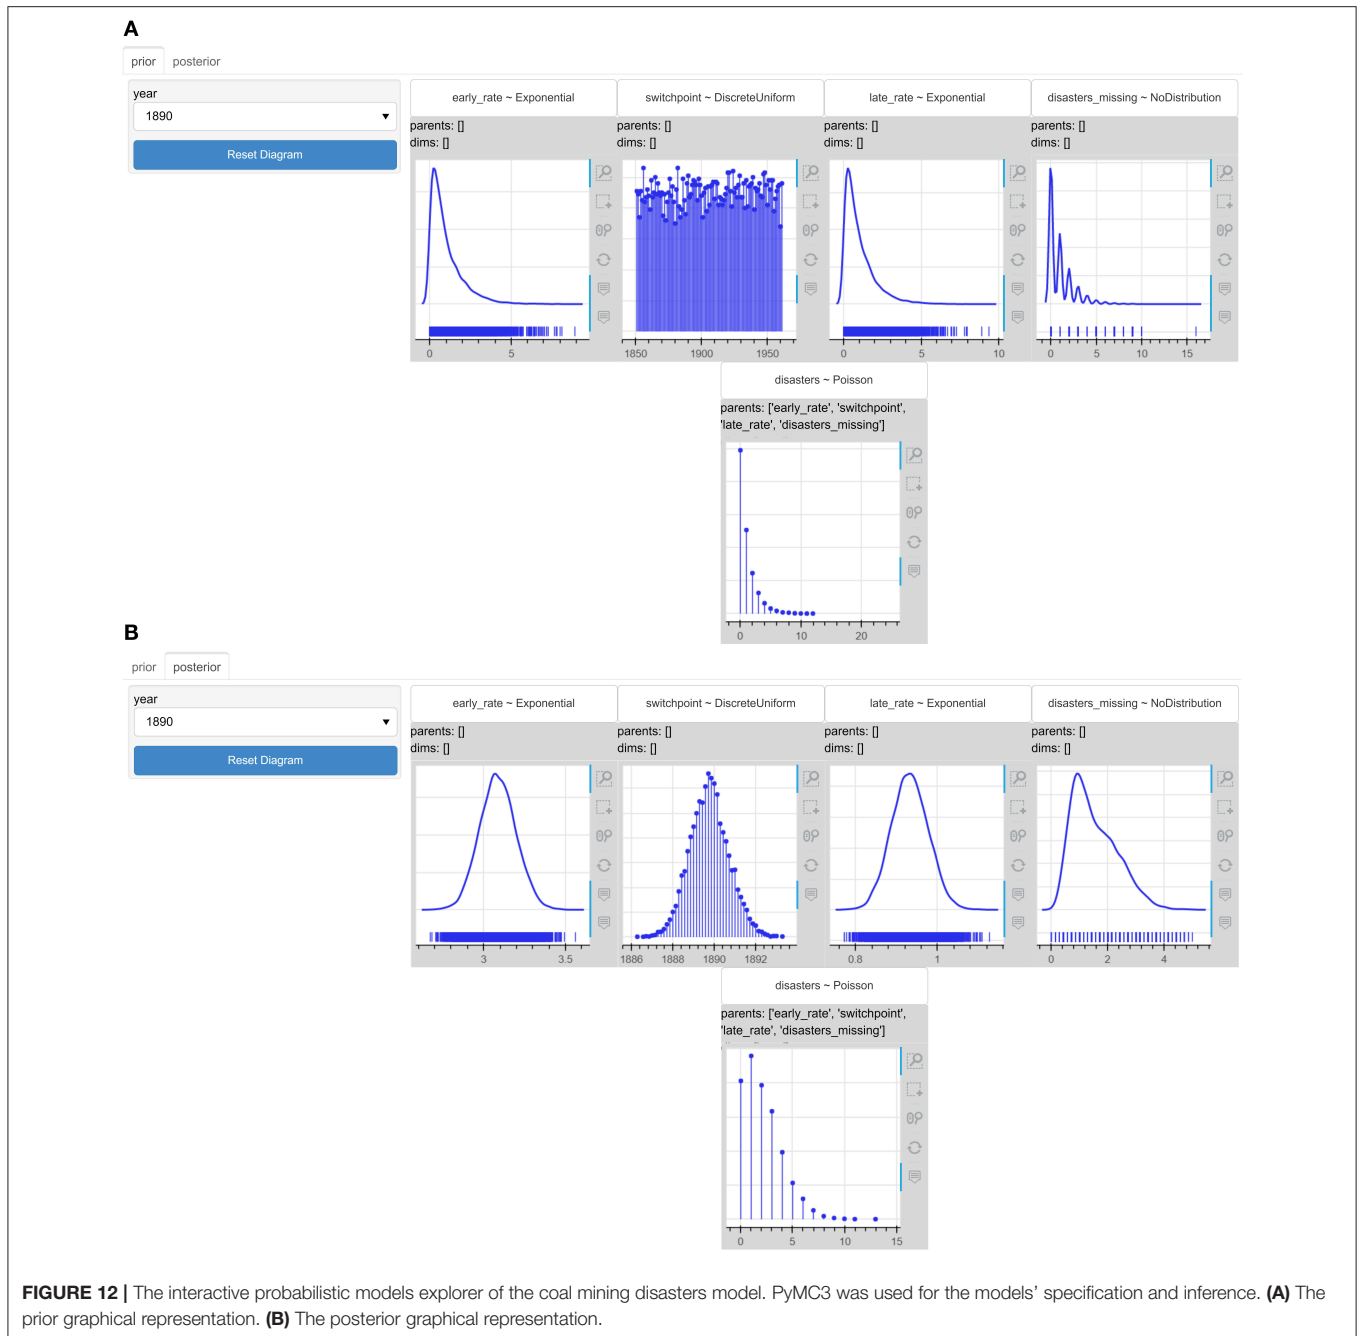 A
prior posterior
year
1890
Reset Diagram
early_rate ~ Exponential
parents: []
dims: []
0 5
switchpoint ~ DiscreteUniform
parents: []
dims: []
1850 1900 1950
late_rate ~ Exponential
parents: []
dims: []
0 5 10
disasters_missing ~ NoDistribution
parents: []
dims: []
0 5 10 15
disasters ~ Poisson
parents: ['early_rate', 'switchpoint',
'late_rate', 'disasters_missing']
0 10 20
B
prior posterior
year
1890
Reset Diagram
early_rate ~ Exponential
parents: []
dims: []
3 3.5
switchpoint ~ DiscreteUniform
parents: []
dims: []
1886 1888 1890 1892
late_rate ~ Exponential
parents: []
dims: []
0.8 1
disasters_missing ~ NoDistribution
parents: []
dims: []
0 2 4
disasters ~ Poisson
parents: ['early_rate', 'switchpoint',
'late_rate', 'disasters_missing']
0 5 10 15
FIGURE 12 | The interactive probabilistic models explorer of the coal mining disasters model. PyMC3 was used for the models' specification and inference. (A) The
prior graphical representation. (B) The posterior graphical representation.